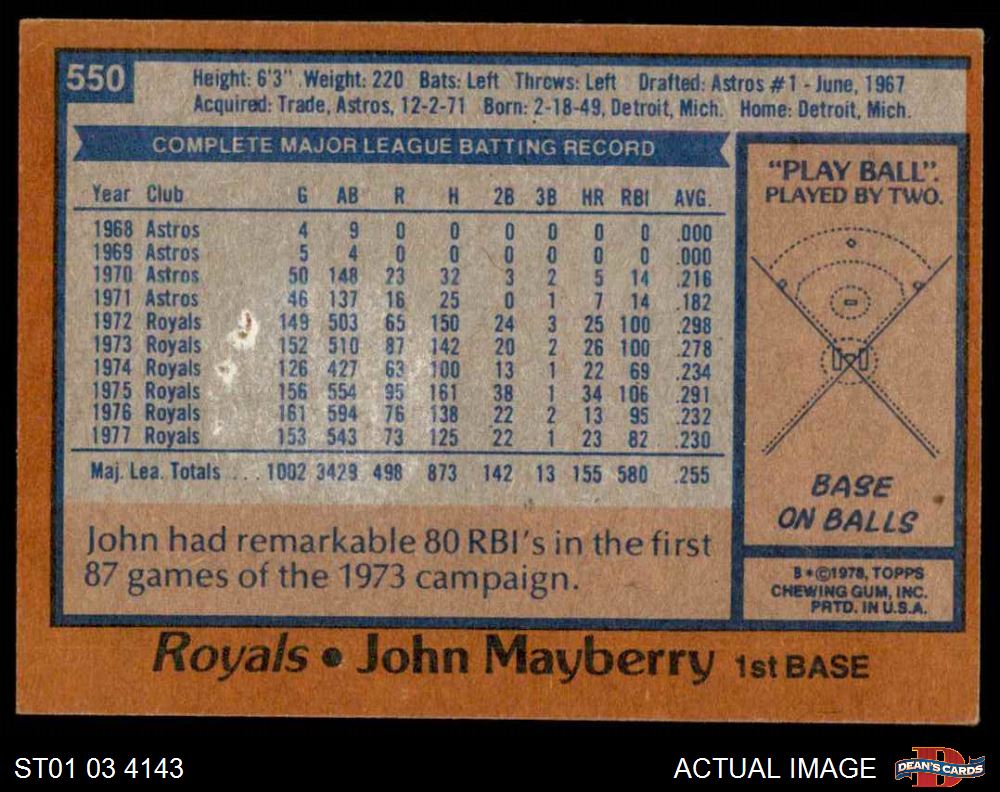 550
Height: 6'3" Weight: 220 Bats: Left Throws: Left Drafted: Astros #1 - June, 1967
Acquired: Trade, Astros, 12-2-71 Born: 2-18-49, Detroit, Mich. Home: Detroit, Mich.
COMPLETE MAJOR LEAGUE BATTING RECORD
Year Club G AB R H 2B 3B HR RBI AVG.
1968 Astros 4 9 0 0 0 0 0 0 .000
1969 Astros 5 4 0 0 0 0 0 0 .000
1970 Astros 50 148 23 32 3 2 5 14 .216
1971 Astros 46 137 16 25 0 1 7 14 .182
1972 Royals 149 503 65 150 24 3 25 100 .298
1973 Royals 152 510 87 142 20 2 26 100 .278
1974 Royals 126 427 63 100 13 1 22 69 .234
1975 Royals 156 554 95 161 38 1 34 106 .291
1976 Royals 161 594 76 138 22 2 13 95 .232
1977 Royals 153 543 73 125 22 1 23 82 .230
Maj. Lea. Totals ... 1002 3429 498 873 142 13 155 580 .255
John had remarkable 80 RBI's in the first
87 games of the 1973 campaign.
"PLAY BALL".
PLAYED BY TWO.
BASE
ON BALLS
B*©1978, TOPPS
CHEWING GUM, INC.
PRTD. IN U.S.A.
Royals • John Mayberry 1st BASE
ST01 03 4143
ACTUAL IMAGE
DEAN'S CARDS